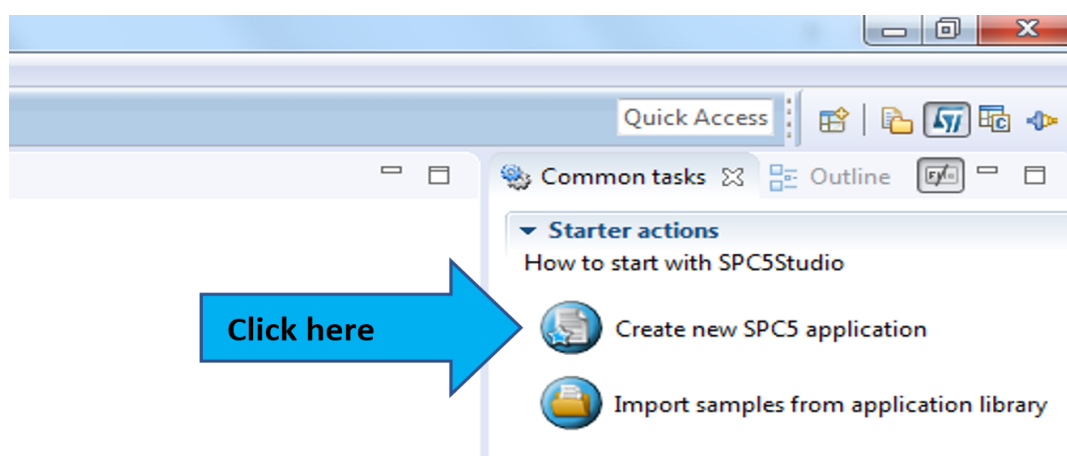 Quick Access
Common tasks
Outline
Starter actions
How to start with SPC5Studio
Click here
Create new SPC5 application
Import samples from application library